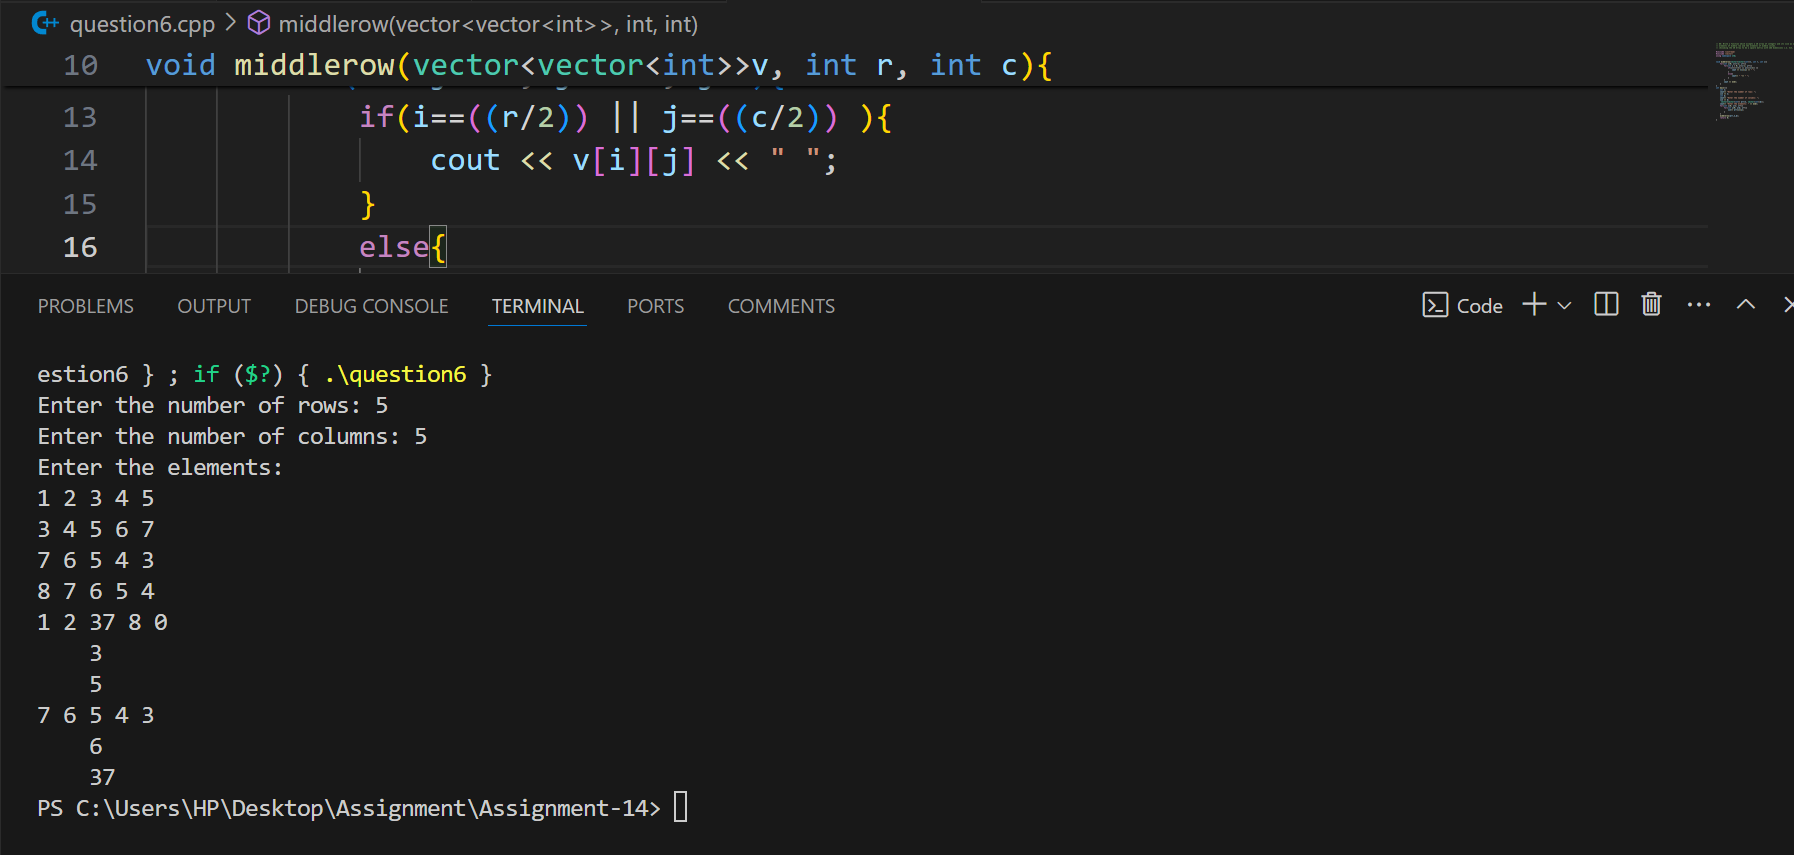 question6.cpp > middlerow(vector<vector<int>>, int, int)
10 void middlerow(vector<vector<int>>v, int r, int c){
13 if(i==((r/2)) || j==((c/2)) ){
14 cout << v[i][j] << " ";
15 }
16 else{
PROBLEMS OUTPUT DEBUG CONSOLE TERMINAL PORTS COMMENTS Code
estion6 } ; if ($?) { .\question6 }
Enter the number of rows: 5
Enter the number of columns: 5
Enter the elements:
1 2 3 4 5
3 4 5 6 7
7 6 5 4 3
8 7 6 5 4
1 2 37 8 0
3
5
7 6 5 4 3
6
37
PS C:\Users\HP\Desktop\Assignment\Assignment-14>